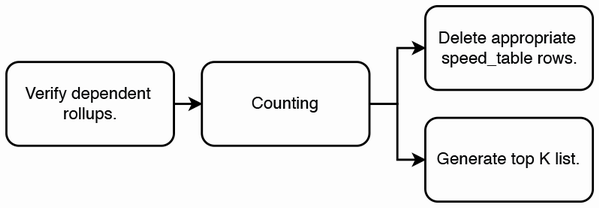 Verify dependent
rollups.
Counting
Delete appropriate
speed_table rows.
Generate top K list.